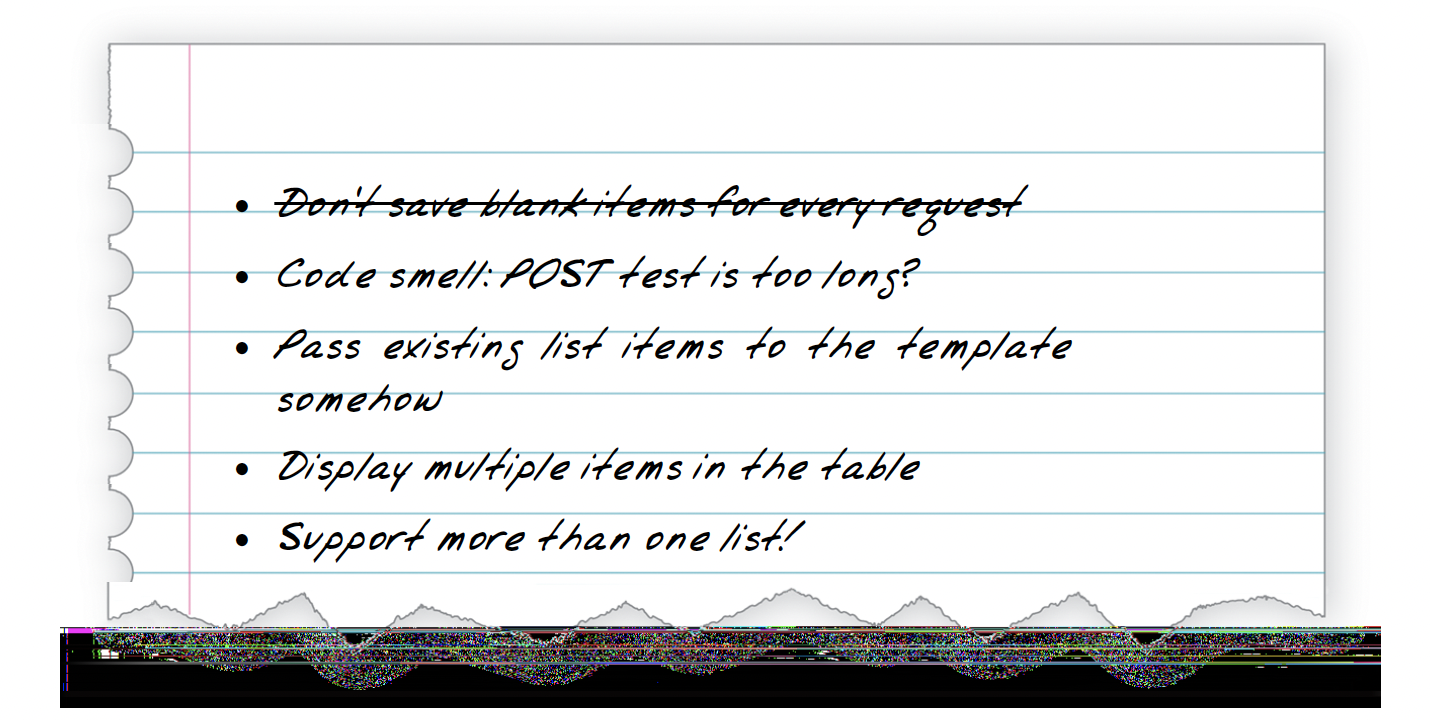 • Don't save blank items for every request
• Code smell: POST test is too long?
• Pass existing list items to the template
somehow
• Display multiple items in the table
• Support more than one list!